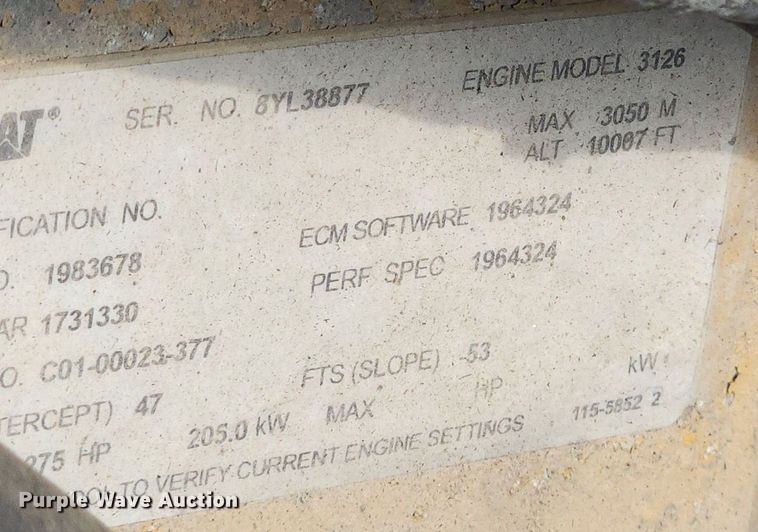 AT® SER. NO. 8YL38877 ENGINE MODEL 3126
MAX 3050 M
ALT 10007 FT
FICATION NO.
ECM SOFTWARE 1964324
O. 1983678
PERF SPEC 1964324
AR 1731330
O. C01-00023-377
FTS (SLOPE) -53
TERCEPT) 47
275 HP 205.0 kW MAX HP kW
OOL TO VERIFY CURRENT ENGINE SETTINGS 115-5852 2
Purple Wave Auction